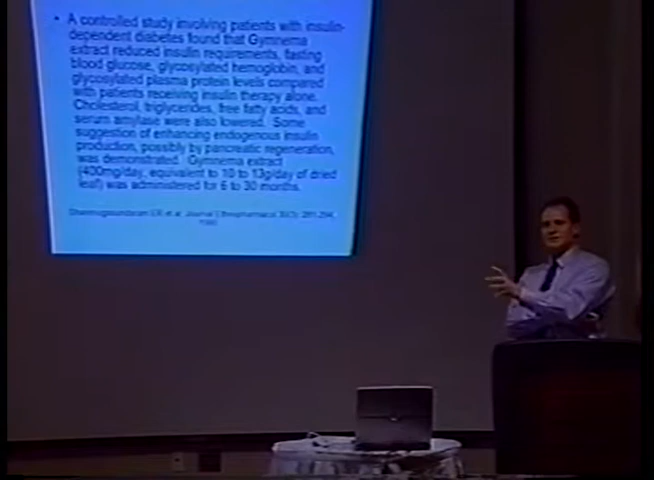 • A controlled study involving patients with insulin-
dependent diabetes found that Gymnema
extract reduced insulin requirements, fasting
blood glucose, glycosylated hemoglobin, and
glycosylated plasma protein levels compared
with patients receiving insulin therapy alone.
Cholesterol, triglycerides, free fatty acids, and
serum amylase were also lowered. Some
suggestion of enhancing endogenous insulin
production, possibly by pancreatic regeneration,
was demonstrated. Gymnema extract
(400mg/day, equivalent to 10 to 13g/day of dried
leaf) was administered for 6 to 30 months.
et al Journal